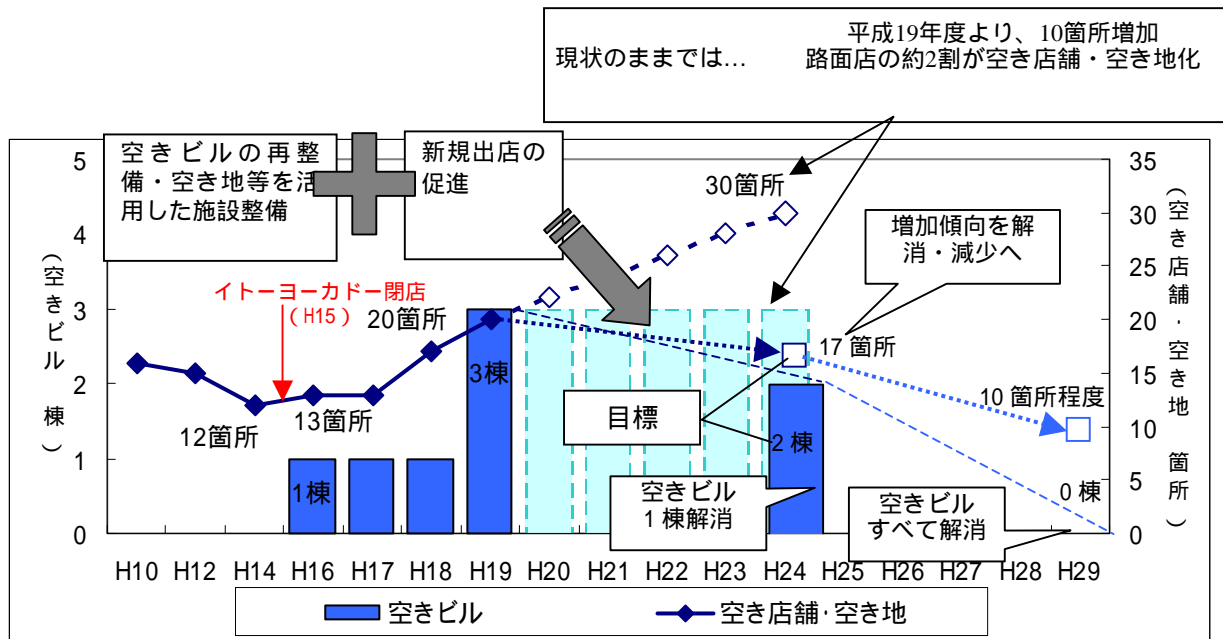 平成19年度より、10箇所増加
現状のままでは… 路面店の約2割が空き店舗・空き地化
空きビルの再整
備・空き地等を活
用した施設整備
新規出店の
促進
30箇所
増加傾向を解
消・減少へ
イトーヨーカドー閉店
（H15）
20箇所
17 箇所
3棟
12箇所
13箇所
目標
10 箇所程度
2 棟
1棟
空きビル
1 棟解消
空きビル
すべて解消
0 棟
5
4
3
2
1
0
（空きビル 棟）
35
30
25
20
15
10
5
0
（空き店舗・空き地 箇所）
H10 H12 H14 H16 H17 H18 H19 H20 H21 H22 H23 H24 H25 H26 H27 H28 H29
空きビル 空き店舗・空き地